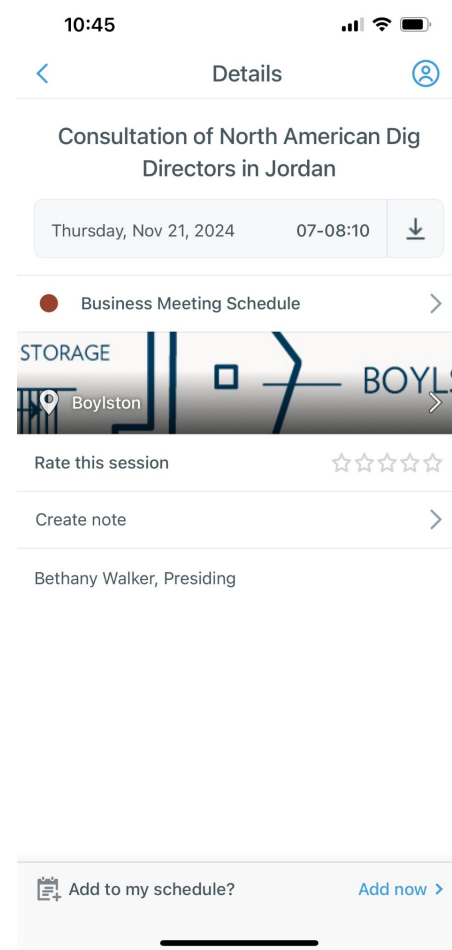 10:45
Details
Consultation of North American Dig
Directors in Jordan
Thursday, Nov 21, 2024 07-08:10
Business Meeting Schedule
STORAGE
BOYLS
Boylston
Rate this session
Create note
Bethany Walker, Presiding
Add to my schedule? Add now